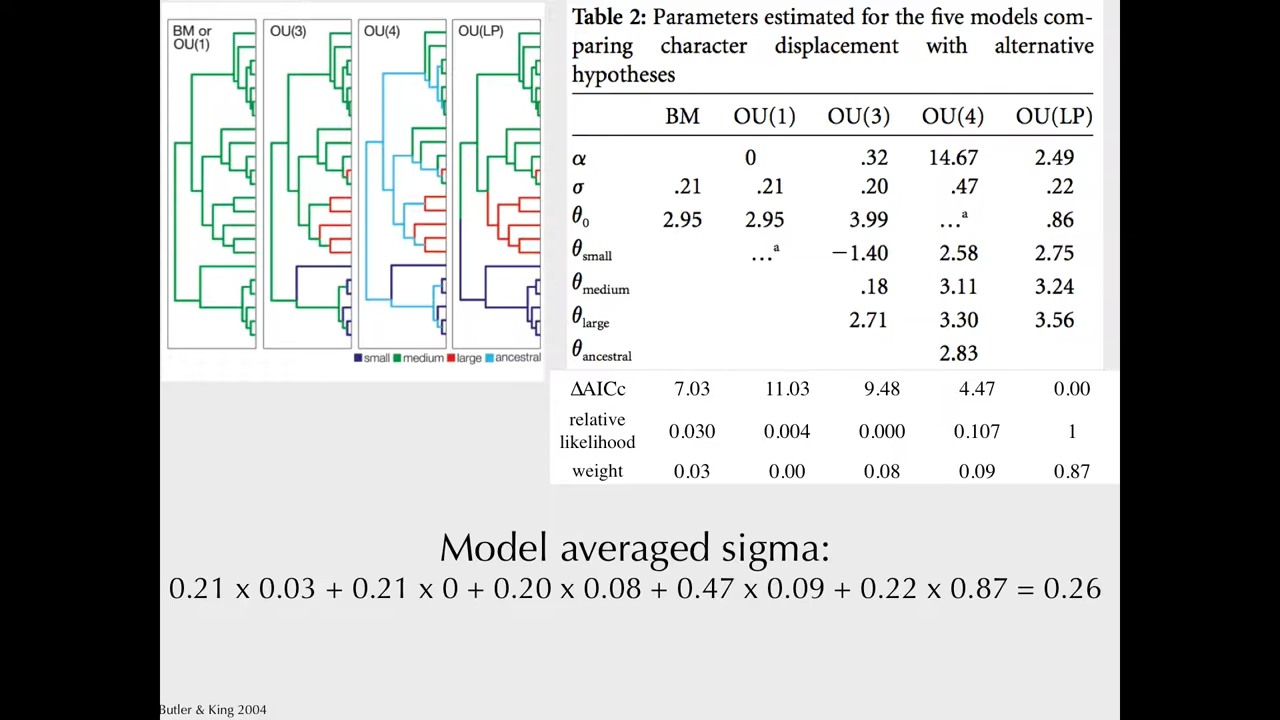 BM or
OU(1)
OU(3)
OU(4)
OU(LP)
small medium large ancestral
Table 2: Parameters estimated for the five models com-
paring character displacement with alternative
hypotheses
BM OU(1) OU(3) OU(4) OU(LP)
α 0 .32 14.67 2.49
σ .21 .21 .20 .47 .22
θ0 2.95 2.95 3.99 …a .86
θsmall …a −1.40 2.58 2.75
θmedium .18 3.11 3.24
θlarge 2.71 3.30 3.56
θancestral 2.83
ΔAICc 7.03 11.03 9.48 4.47 0.00
relative
likelihood 0.030 0.004 0.000 0.107 1
weight 0.03 0.00 0.08 0.09 0.87
Model averaged sigma:
0.21 x 0.03 + 0.21 x 0 + 0.20 x 0.08 + 0.47 x 0.09 + 0.22 x 0.87 = 0.26
Butler & King 2004